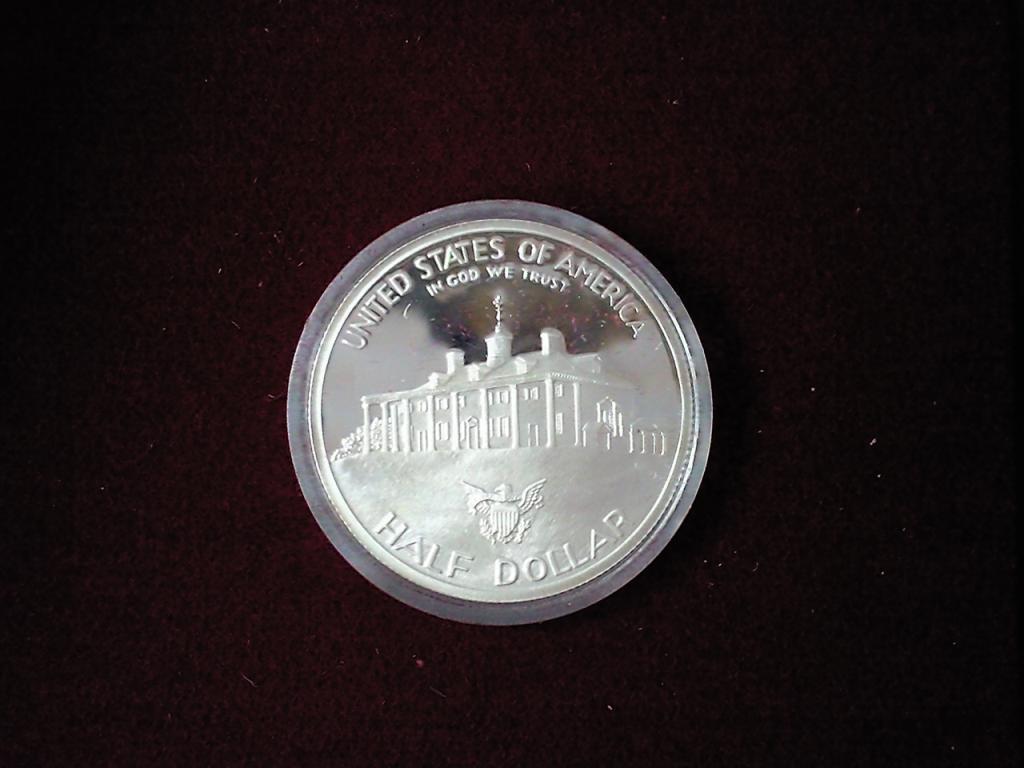 UNITED STATES OF AMERICA
IN GOD WE TRUST
HALF DOLLAR